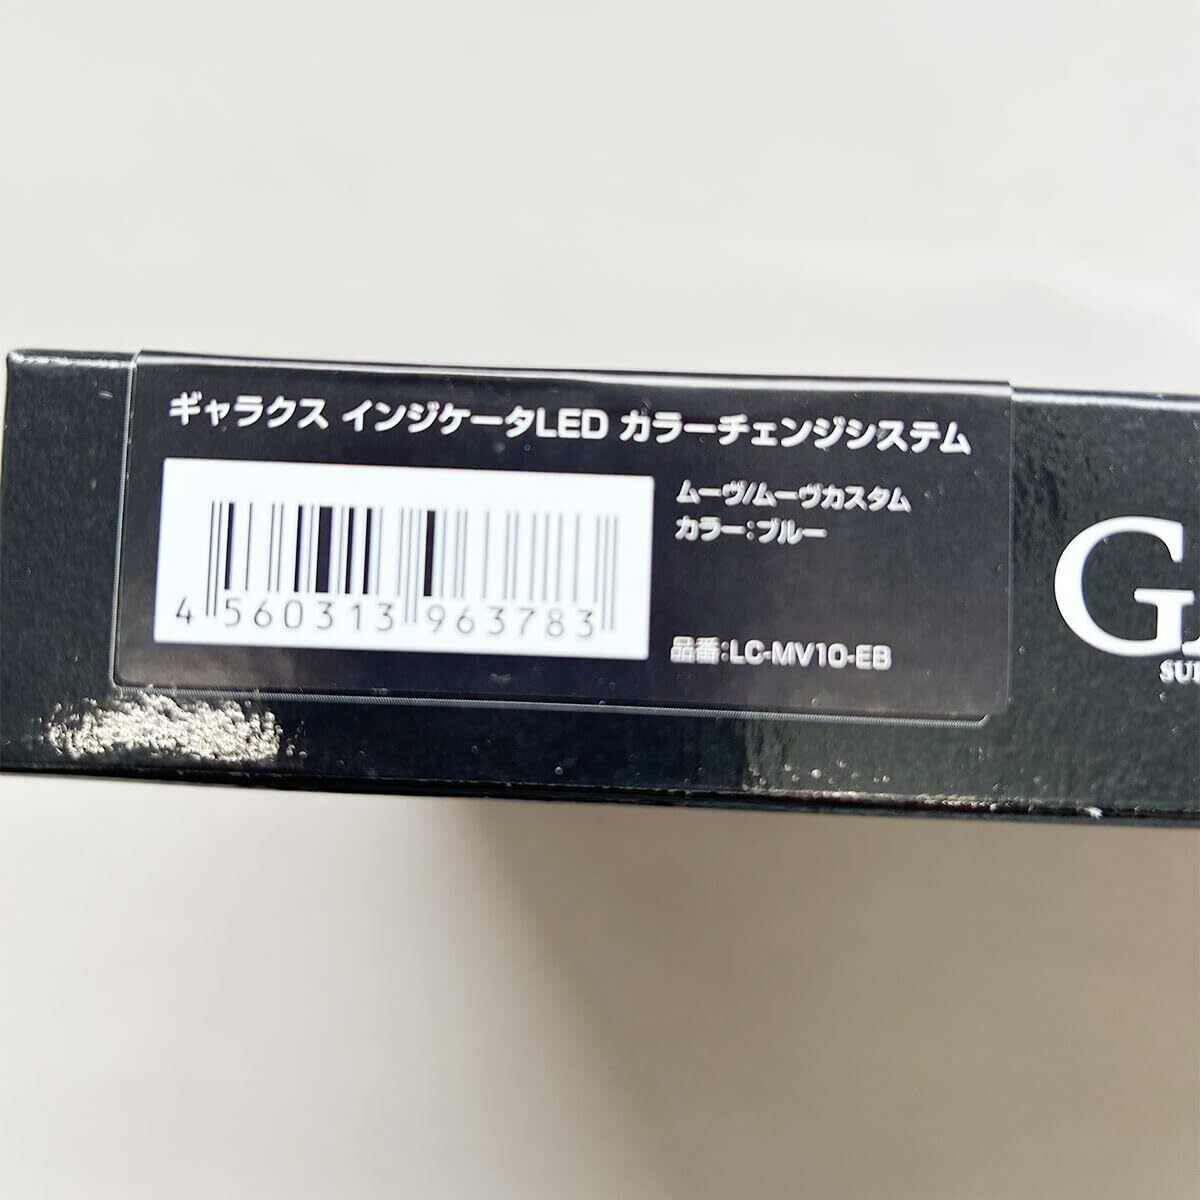 ギャラクス インジケータLED カラーチェンジシステム
ムーヴ/ムーヴカスタム
カラー:ブルー
4 560313 963783
品番:LC-MV10-EB